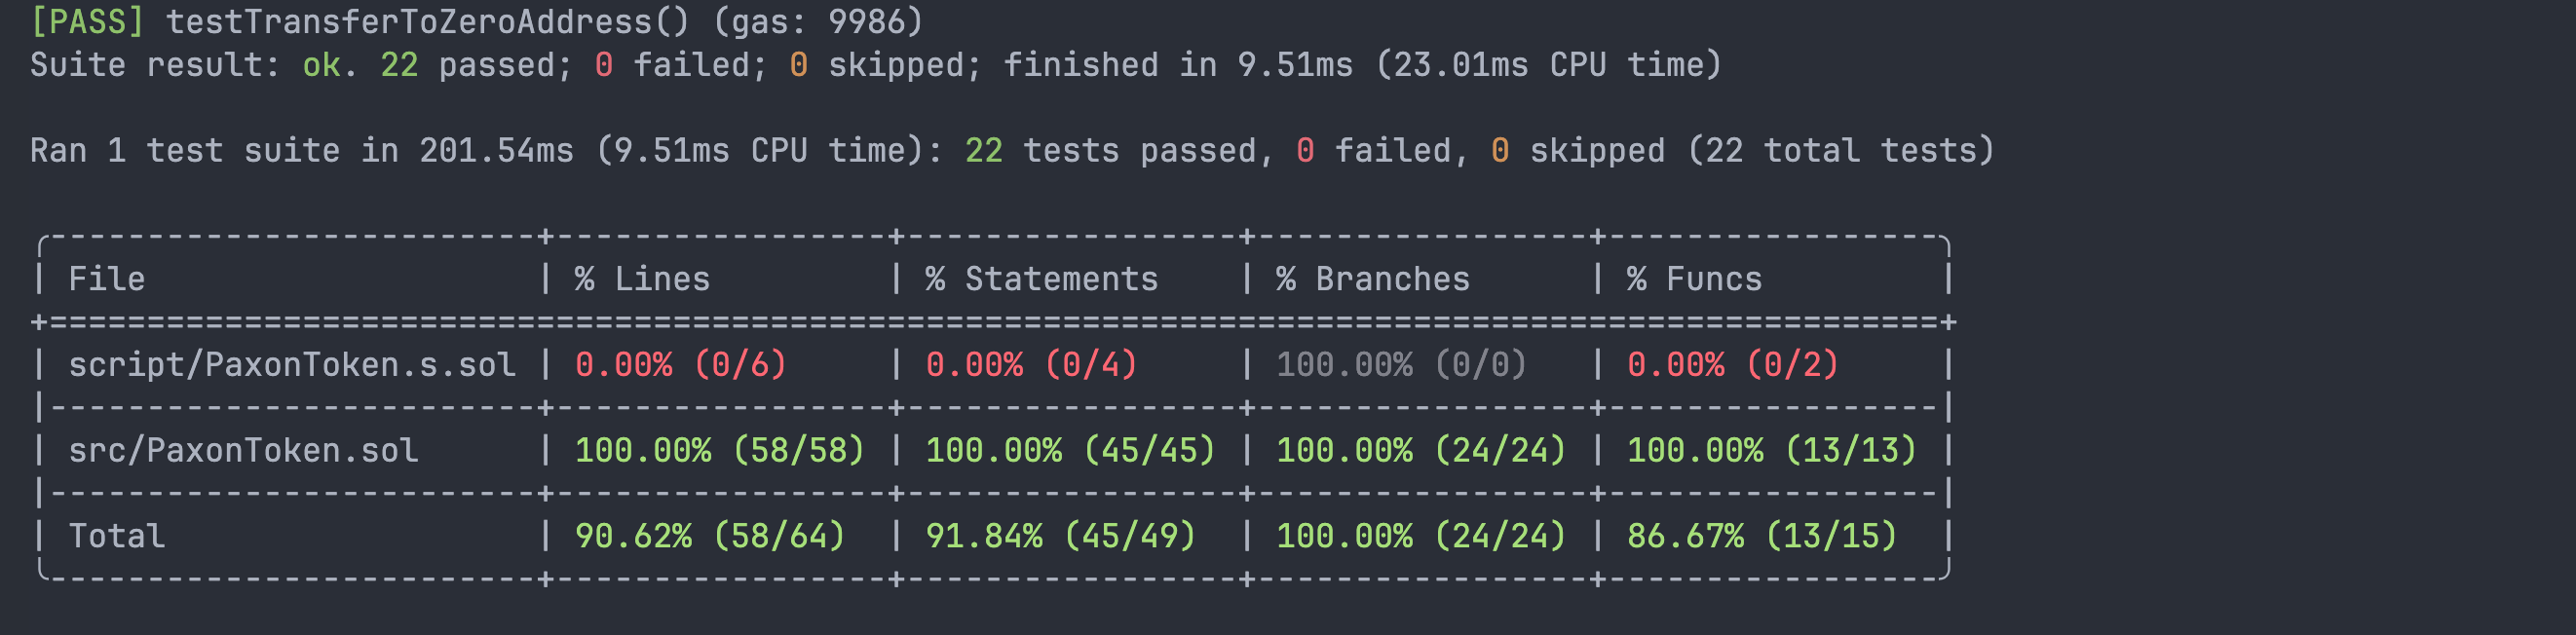 [PASS] testTransferToZeroAddress() (gas: 9986)
Suite result: ok. 22 passed; 0 failed; 0 skipped; finished in 9.51ms (23.01ms CPU time)
Ran 1 test suite in 201.54ms (9.51ms CPU time): 22 tests passed, 0 failed, 0 skipped (22 total tests)
| File | % Lines | % Statements | % Branches | % Funcs |
| script/PaxonToken.s.sol | 0.00% (0/6) | 0.00% (0/4) | 100.00% (0/0) | 0.00% (0/2) |
| src/PaxonToken.sol | 100.00% (58/58) | 100.00% (45/45) | 100.00% (24/24) | 100.00% (13/13) |
| Total | 90.62% (58/64) | 91.84% (45/49) | 100.00% (24/24) | 86.67% (13/15) |